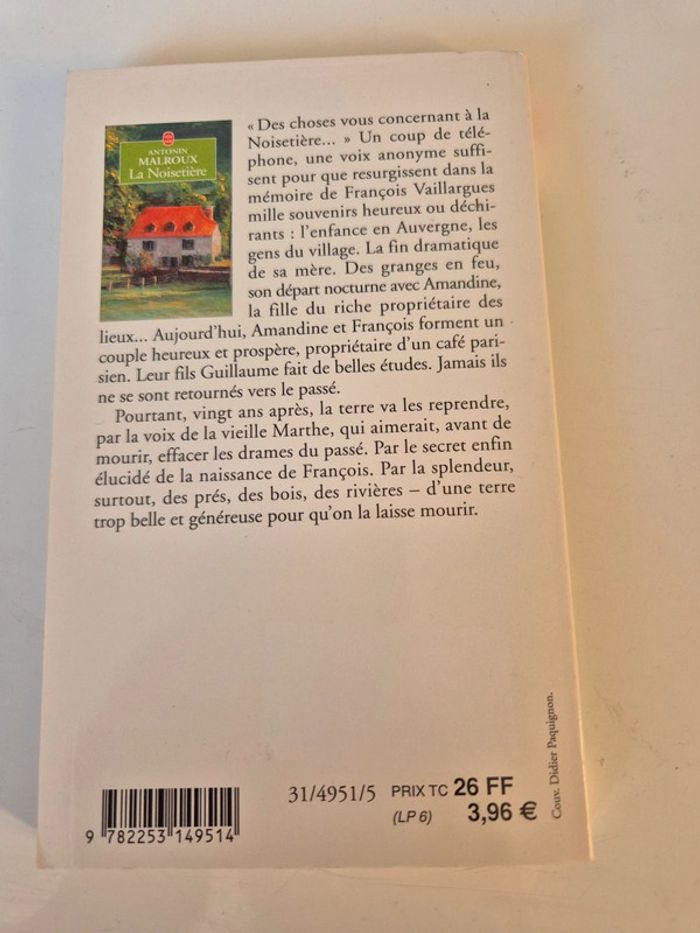 ANTONIN
MALROUX
La Noisetière
« Des choses vous concernant à la
Noisetière... » Un coup de télé-
phone, une voix anonyme suffi-
sent pour que resurgissent dans la
mémoire de François Vaillargues
mille souvenirs heureux ou déchi-
rants : l'enfance en Auvergne, les
gens du village. La fin dramatique
de sa mère. Des granges en feu,
son départ nocturne avec Amandine,
la fille du riche propriétaire des
lieux... Aujourd'hui, Amandine et François forment un
couple heureux et prospère, propriétaire d'un café pari-
sien. Leur fils Guillaume fait de belles études. Jamais ils
ne se sont retournés vers le passé.
Pourtant, vingt ans après, la terre va les reprendre,
par la voix de la vieille Marthe, qui aimerait, avant de
mourir, effacer les drames du passé. Par le secret enfin
élucidé de la naissance de François. Par la splendeur,
surtout, des prés, des bois, des rivières – d'une terre
trop belle et généreuse pour qu'on la laisse mourir.
Couv. Didier Paquignon.
31/4951/5 PRIX TC 26 FF
(LP 6) 3,96 €
9 782253 149514